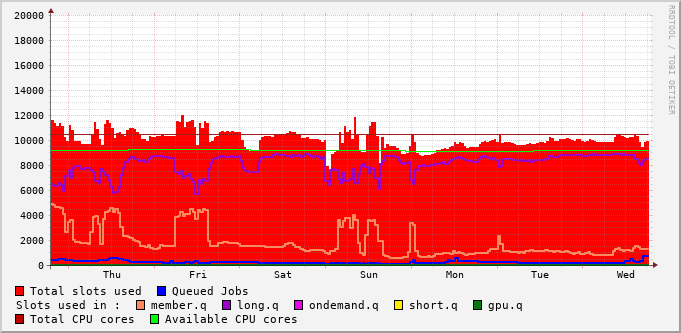 RRDTOOL / TOBI OETIKER
20000
18000
16000
14000
12000
10000
8000
6000
4000
2000
0
Thu Fri Sat Sun Mon Tue Wed
Total slots used Queued Jobs
Slots used in : member.q long.q ondemand.q short.q gpu.q
Total CPU cores Available CPU cores